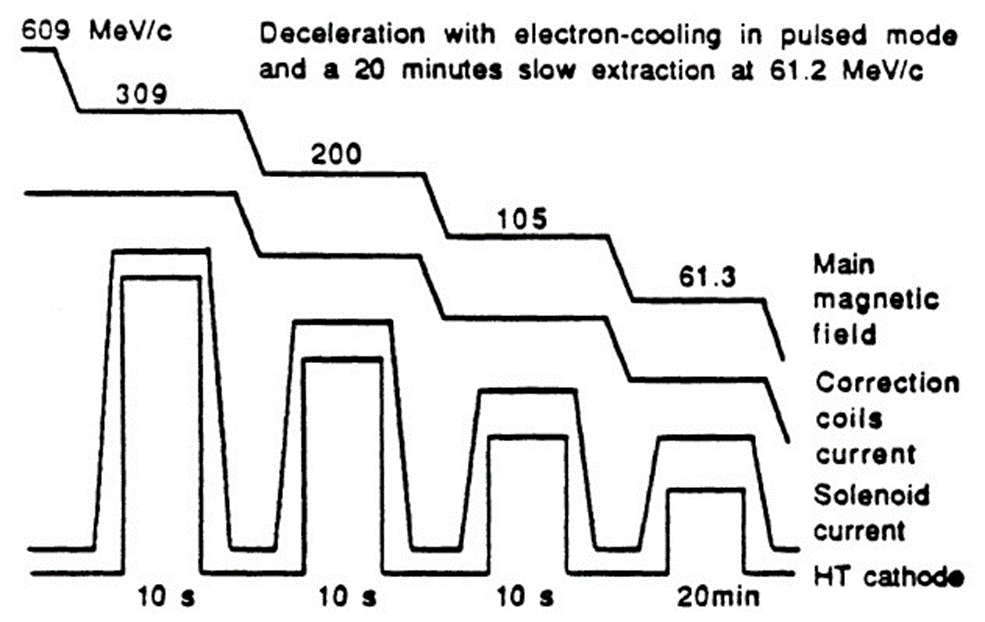 609 MeV/c
Deceleration with electron-cooling in pulsed mode
and a 20 minutes slow extraction at 61.2 MeV/c
309
200
105
61.3
Main
magnetic
field
Correction
coils
current
Solenoid
current
HT cathode
10 s
10 s
10 s
20min